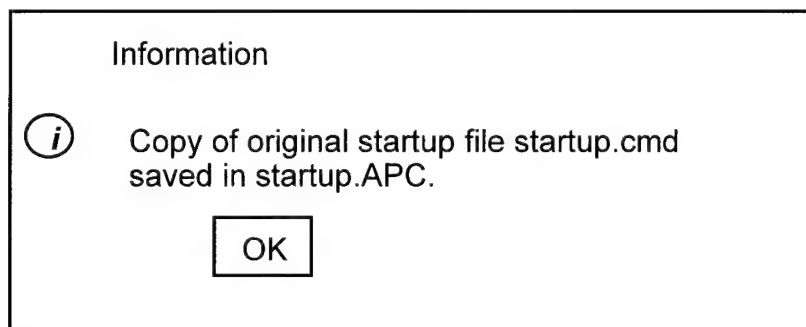 Information
i
Copy of original startup file startup.cmd
saved in startup.APC.
OK